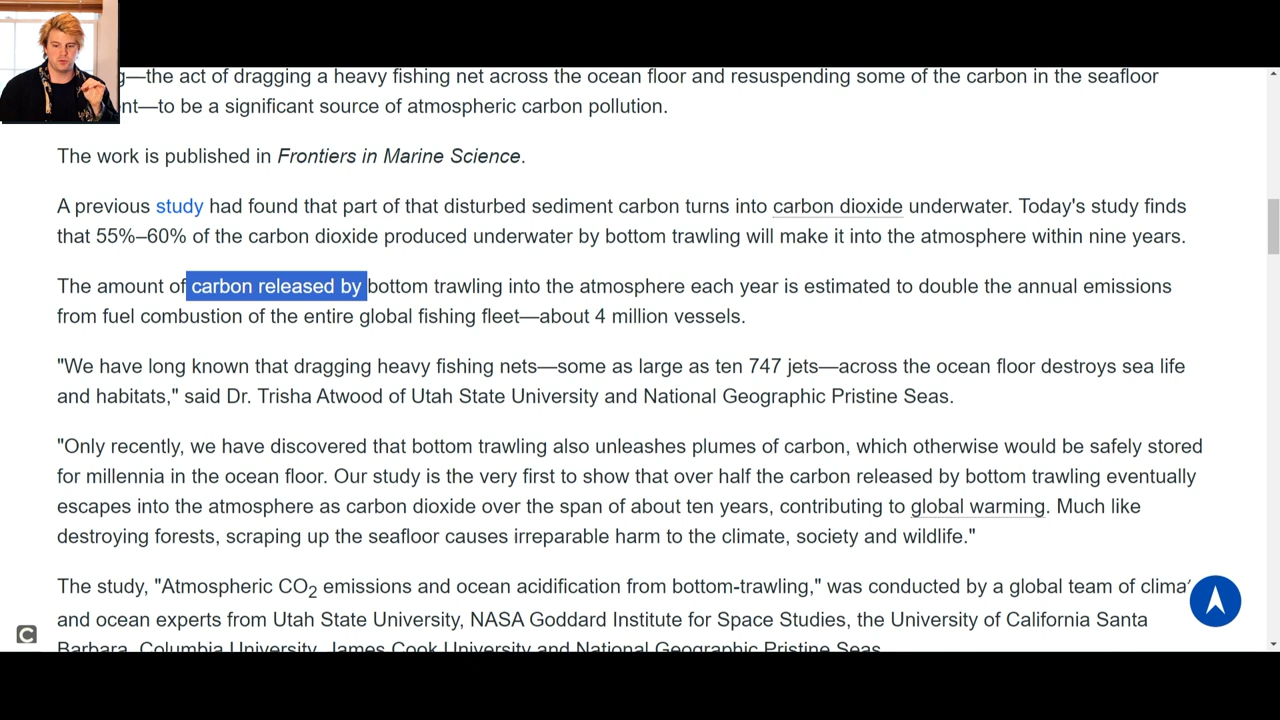 g—the act of dragging a heavy fishing net across the ocean floor and resuspending some of the carbon in the seafloor
nt—to be a significant source of atmospheric carbon pollution.
The work is published in Frontiers in Marine Science.
A previous study had found that part of that disturbed sediment carbon turns into carbon dioxide underwater. Today's study finds
that 55%–60% of the carbon dioxide produced underwater by bottom trawling will make it into the atmosphere within nine years.
The amount of carbon released by bottom trawling into the atmosphere each year is estimated to double the annual emissions
from fuel combustion of the entire global fishing fleet—about 4 million vessels.
"We have long known that dragging heavy fishing nets—some as large as ten 747 jets—across the ocean floor destroys sea life
and habitats," said Dr. Trisha Atwood of Utah State University and National Geographic Pristine Seas.
"Only recently, we have discovered that bottom trawling also unleashes plumes of carbon, which otherwise would be safely stored
for millennia in the ocean floor. Our study is the very first to show that over half the carbon released by bottom trawling eventually
escapes into the atmosphere as carbon dioxide over the span of about ten years, contributing to global warming. Much like
destroying forests, scraping up the seafloor causes irreparable harm to the climate, society and wildlife."
The study, "Atmospheric CO2 emissions and ocean acidification from bottom-trawling," was conducted by a global team of clima
and ocean experts from Utah State University, NASA Goddard Institute for Space Studies, the University of California Santa
Barbara, Columbia University, James Cook University and National Geographic Pristine Seas.